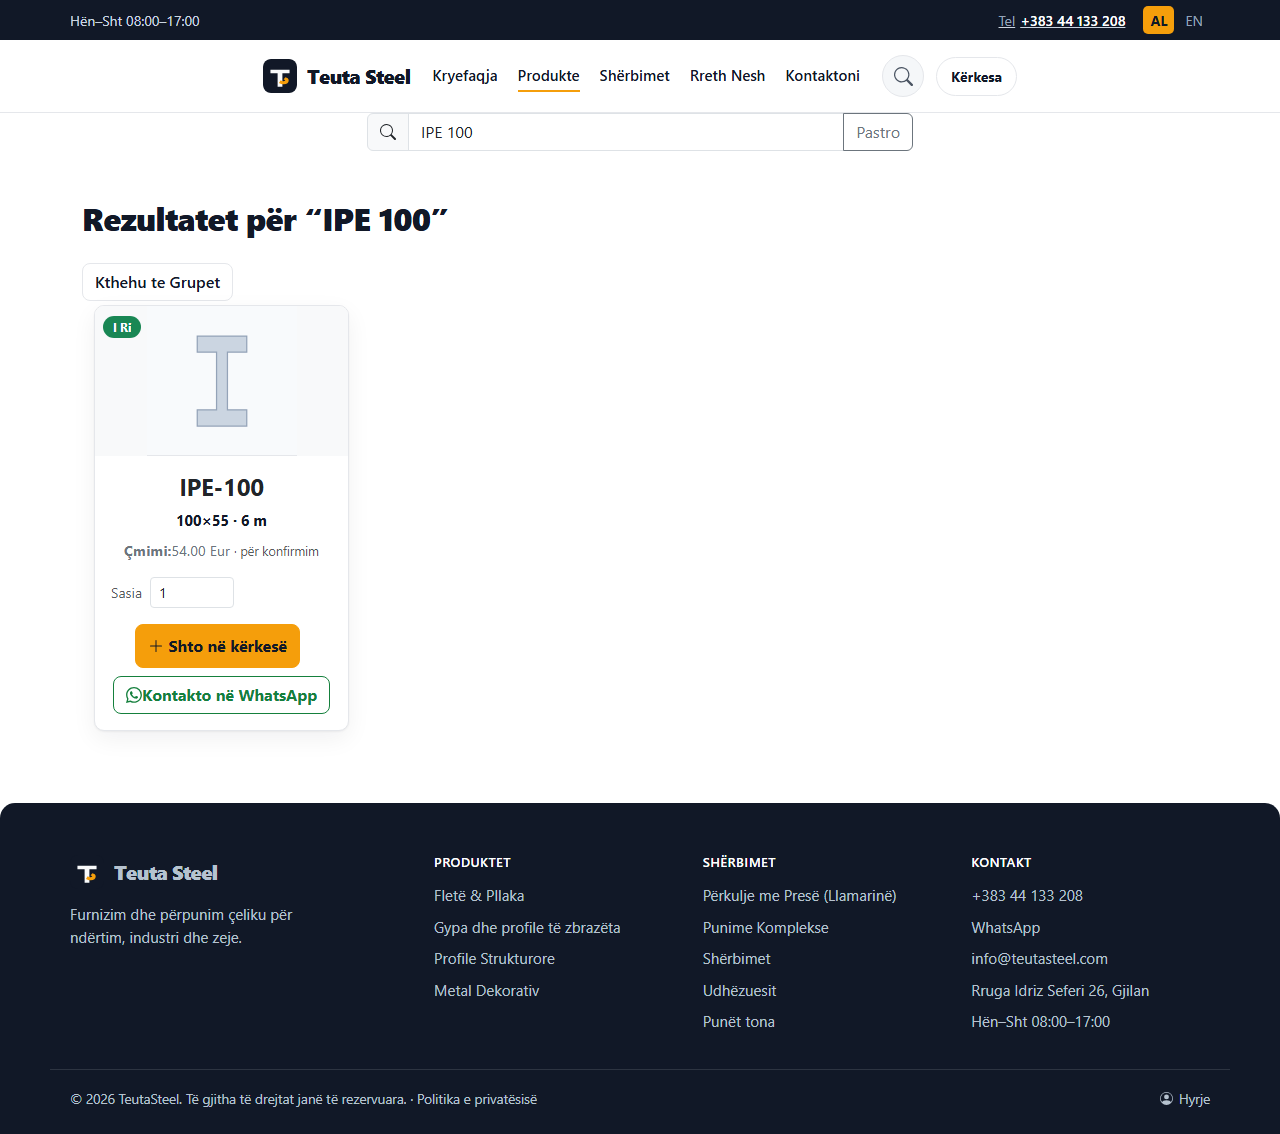 Hën–Sht 08:00–17:00
Tel +383 44 133 208 AL EN
Teuta Steel Kryefaqja Produkte Shërbimet Rreth Nesh Kontaktoni Kërkesa
IPE 100 Pastro
Rezultatet për “IPE 100”
Kthehu te Grupet
I Ri
IPE-100
100×55 · 6 m
Çmimi:54.00 Eur · për konfirmim
Sasia 1
+ Shto në kërkesë
Kontakto në WhatsApp
Teuta Steel
Furnizim dhe përpunim çeliku për
ndërtim, industri dhe zeje.
PRODUKTET
Fletë & Pllaka
Gypa dhe profile të zbrazëta
Profile Strukturore
Metal Dekorativ
SHËRBIMET
Përkulje me Presë (Llamarinë)
Punime Komplekse
Shërbimet
Udhëzuesit
Punët tona
KONTAKT
+383 44 133 208
WhatsApp
info@teutasteel.com
Rruga Idriz Seferi 26, Gjilan
Hën–Sht 08:00–17:00
© 2026 TeutaSteel. Të gjitha të drejtat janë të rezervuara. · Politika e privatësisë
Hyrje